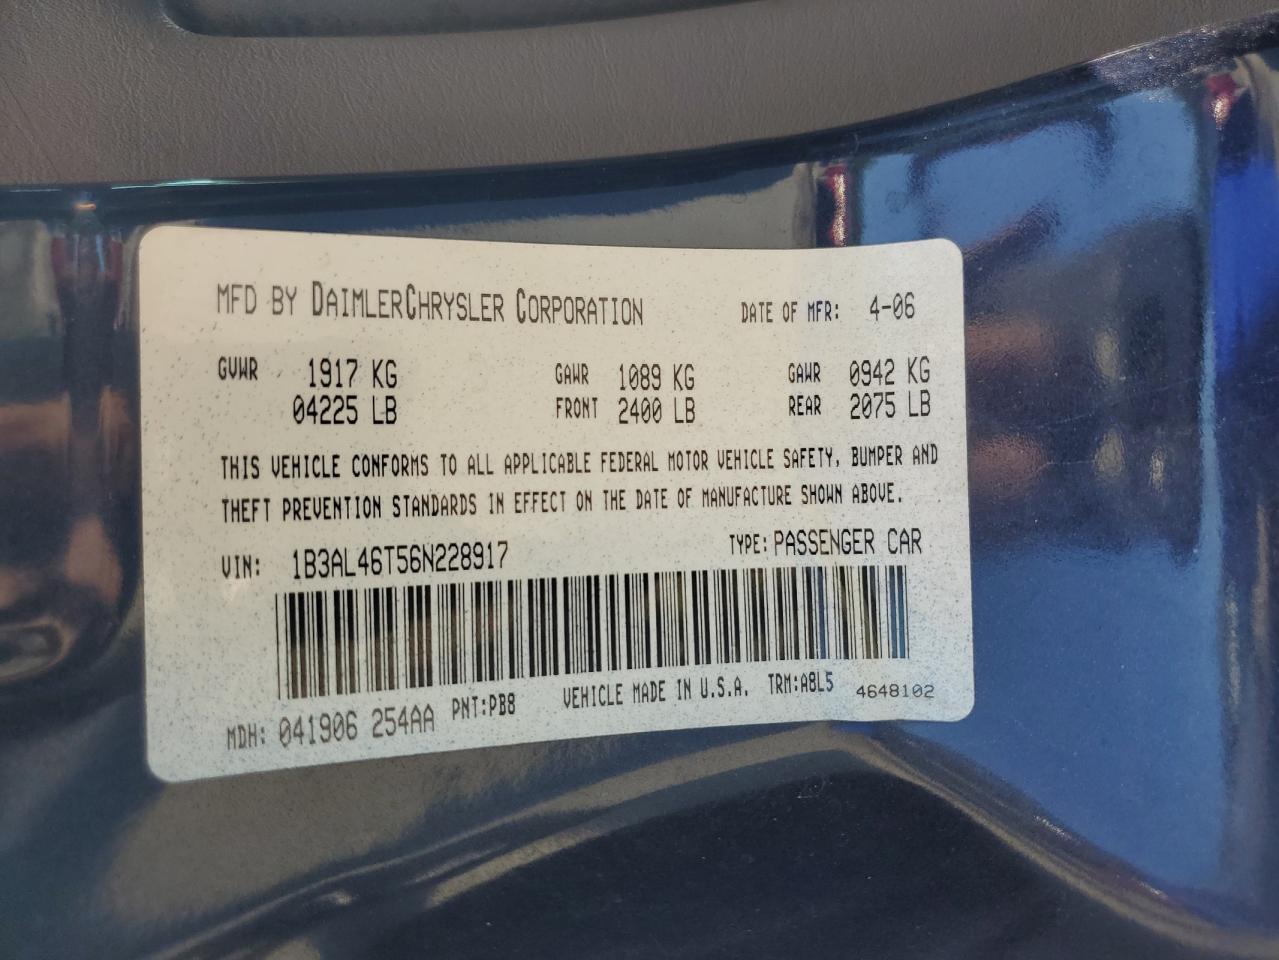 MFD BY DAIMLERCHRYSLER CORPORATION DATE OF MFR: 4-06
GVWR 1917 KG GAWR 1089 KG GAWR 0942 KG
04225 LB FRONT 2400 LB REAR 2075 LB
THIS VEHICLE CONFORMS TO ALL APPLICABLE FEDERAL MOTOR VEHICLE SAFETY, BUMPER AND
THEFT PREVENTION STANDARDS IN EFFECT ON THE DATE OF MANUFACTURE SHOWN ABOVE.
VIN: 1B3AL46T56N228917 TYPE: PASSENGER CAR
MDH: 041906 254AA PNT:PB8 VEHICLE MADE IN U.S.A. TRM:A8L5 4648102